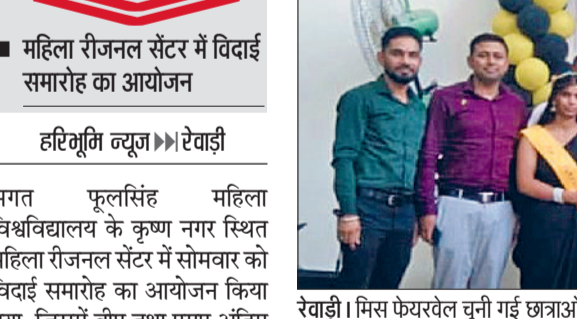 महिला रीजनल सेंटर में विदाई
समारोह का आयोजन
हरिभूमि न्यूज रेवाड़ी
फूलसिंह महिला
विश्वविद्यालय के कृष्ण नगर स्थित
महिला रीजनल सेंटर में सोमवार को
विदाई समारोह का आयोजन किया
रेवाड़ी। मिस फेयरवेल चुनी गई छात्राओं